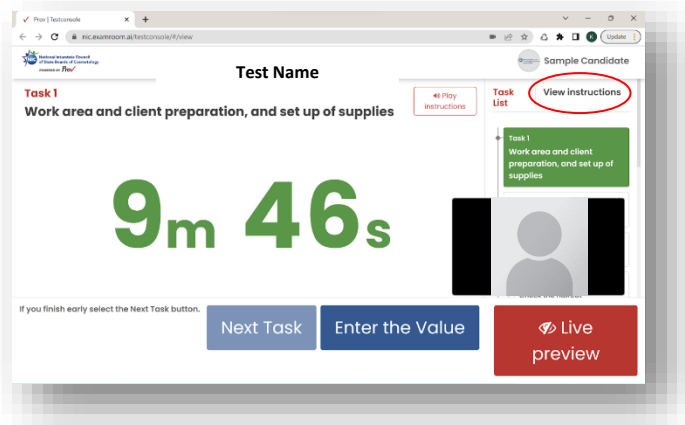 Prov | Testconsole
nic.examroom.ai/testconsole/#/view
K
Update
National Interstate Council
of State Boards of Cosmetology
POWERED BY Prov
Test Name
Sample Candidate
Task 1
Work area and client preparation, and set up of supplies
Play
instructions
Task
List
View instructions
Task 1
Work area and client
preparation, and set up of
supplies
9m 46s
If you finish early select the Next Task button.
Next Task
Enter the Value
Live
preview